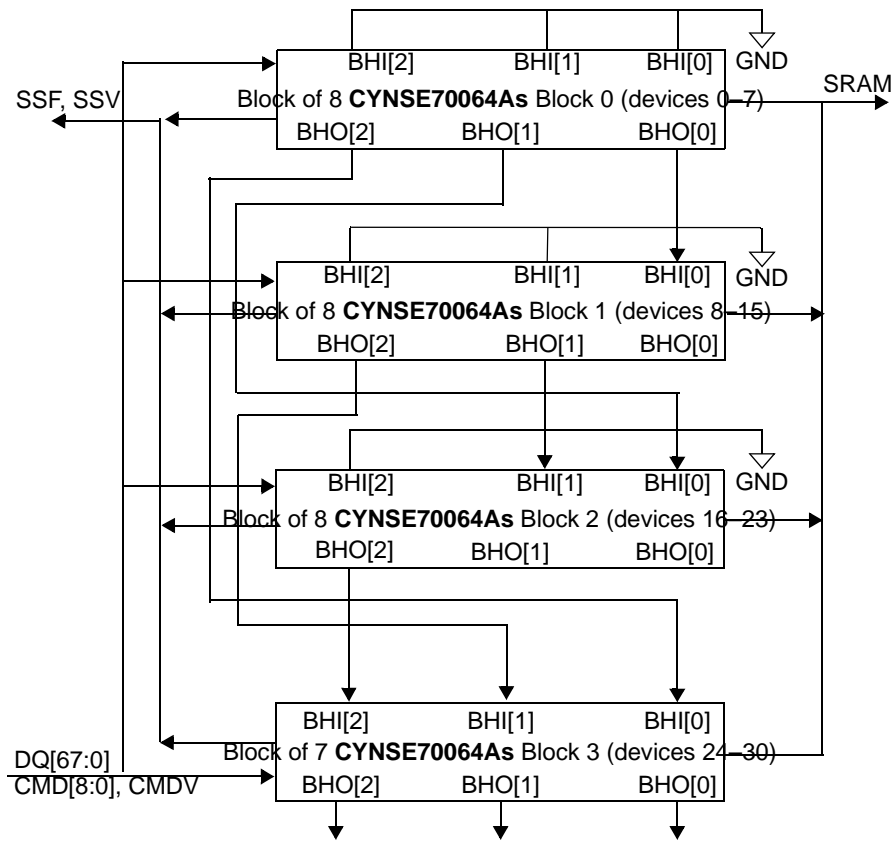 BHI[2] BHI[1] BHI[0] GND
SSF, SSV
SRAM
Block of 8 CYNSE70064As Block 0 (devices 0–7)
BHO[2] BHO[1] BHO[0]
BHI[2] BHI[1] BHI[0] GND
Block of 8 CYNSE70064As Block 1 (devices 8–15)
BHO[2] BHO[1] BHO[0]
BHI[2] BHI[1] BHI[0] GND
Block of 8 CYNSE70064As Block 2 (devices 16–23)
BHO[2] BHO[1] BHO[0]
BHI[2] BHI[1] BHI[0]
Block of 7 CYNSE70064As Block 3 (devices 24–30)
DQ[67:0]
CMD[8:0], CMDV
BHO[2] BHO[1] BHO[0]